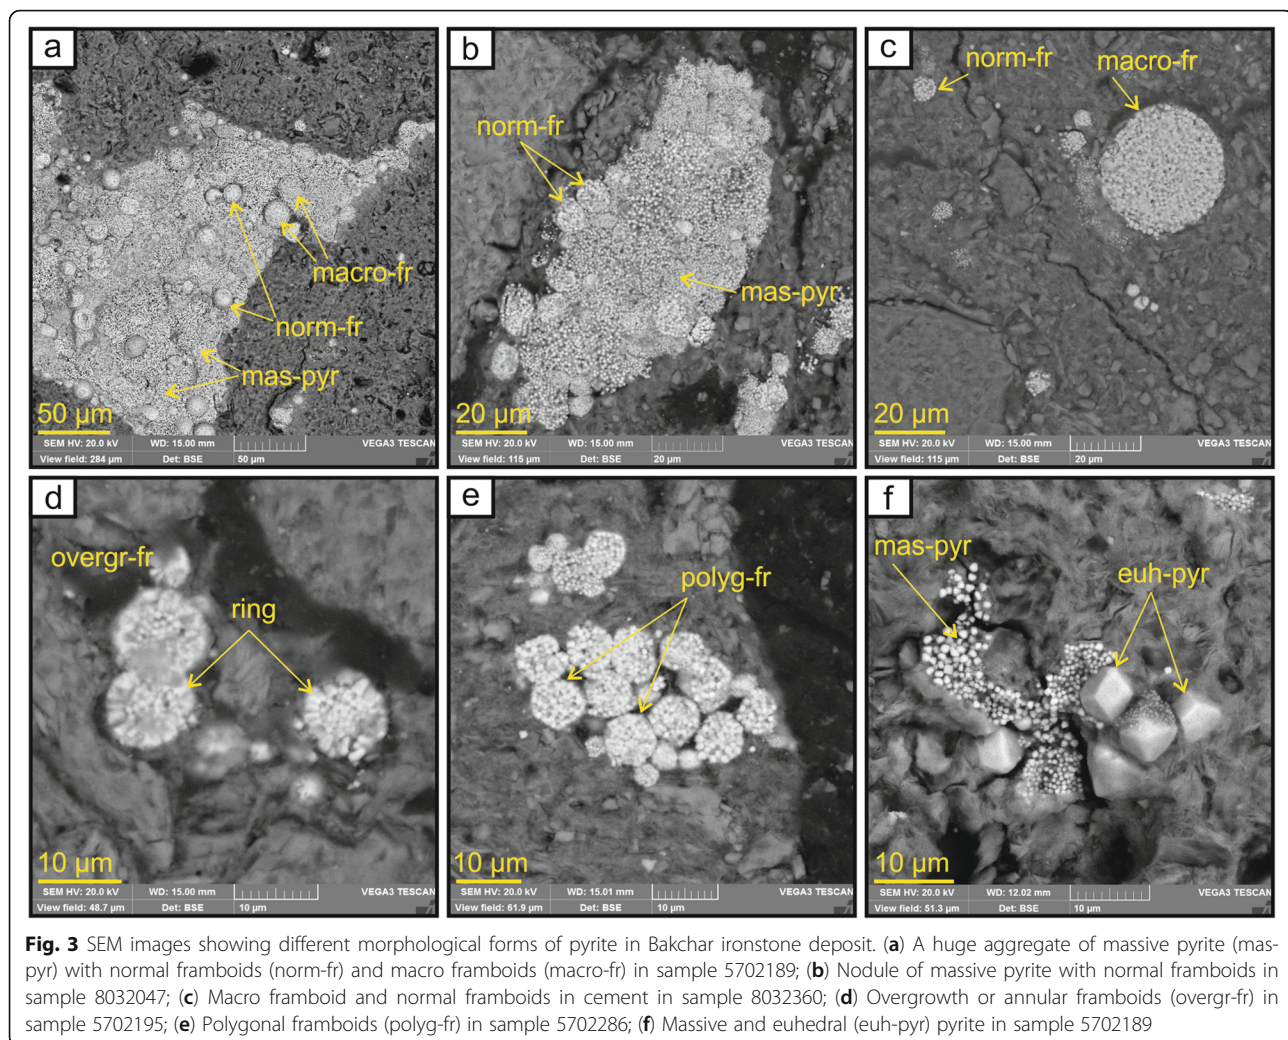 a
norm-fr
macro-fr
mas-pyr
50 µm
SEM HV: 20.0 kV WD: 15.00 mm VEGA3 TESCAN
View field: 284 µm Det: BSE 50 µm
b
norm-fr
mas-pyr
20 µm
SEM HV: 20.0 kV WD: 15.00 mm VEGA3 TESCAN
View field: 115 µm Det: BSE 20 µm
c
norm-fr
macro-fr
20 µm
SEM HV: 20.0 kV WD: 15.00 mm VEGA3 TESCAN
View field: 115 µm Det: BSE 20 µm
d
overgr-fr
ring
10 µm
SEM HV: 20.0 kV WD: 15.00 mm VEGA3 TESCAN
View field: 48.7 µm Det: BSE 10 µm
e
polyg-fr
10 µm
SEM HV: 20.0 kV WD: 15.01 mm VEGA3 TESCAN
View field: 61.9 µm Det: BSE 10 µm
f
mas-pyr
euh-pyr
10 µm
SEM HV: 20.0 kV WD: 12.02 mm VEGA3 TESCAN
View field: 51.3 µm Det: BSE 10 µm
Fig. 3 SEM images showing different morphological forms of pyrite in Bakchar ironstone deposit. (a) A huge aggregate of massive pyrite (mas-
pyr) with normal framboids (norm-fr) and macro framboids (macro-fr) in sample 5702189; (b) Nodule of massive pyrite with normal framboids in
sample 8032047; (c) Macro framboid and normal framboids in cement in sample 8032360; (d) Overgrowth or annular framboids (overgr-fr) in
sample 5702195; (e) Polygonal framboids (polyg-fr) in sample 5702286; (f) Massive and euhedral (euh-pyr) pyrite in sample 5702189